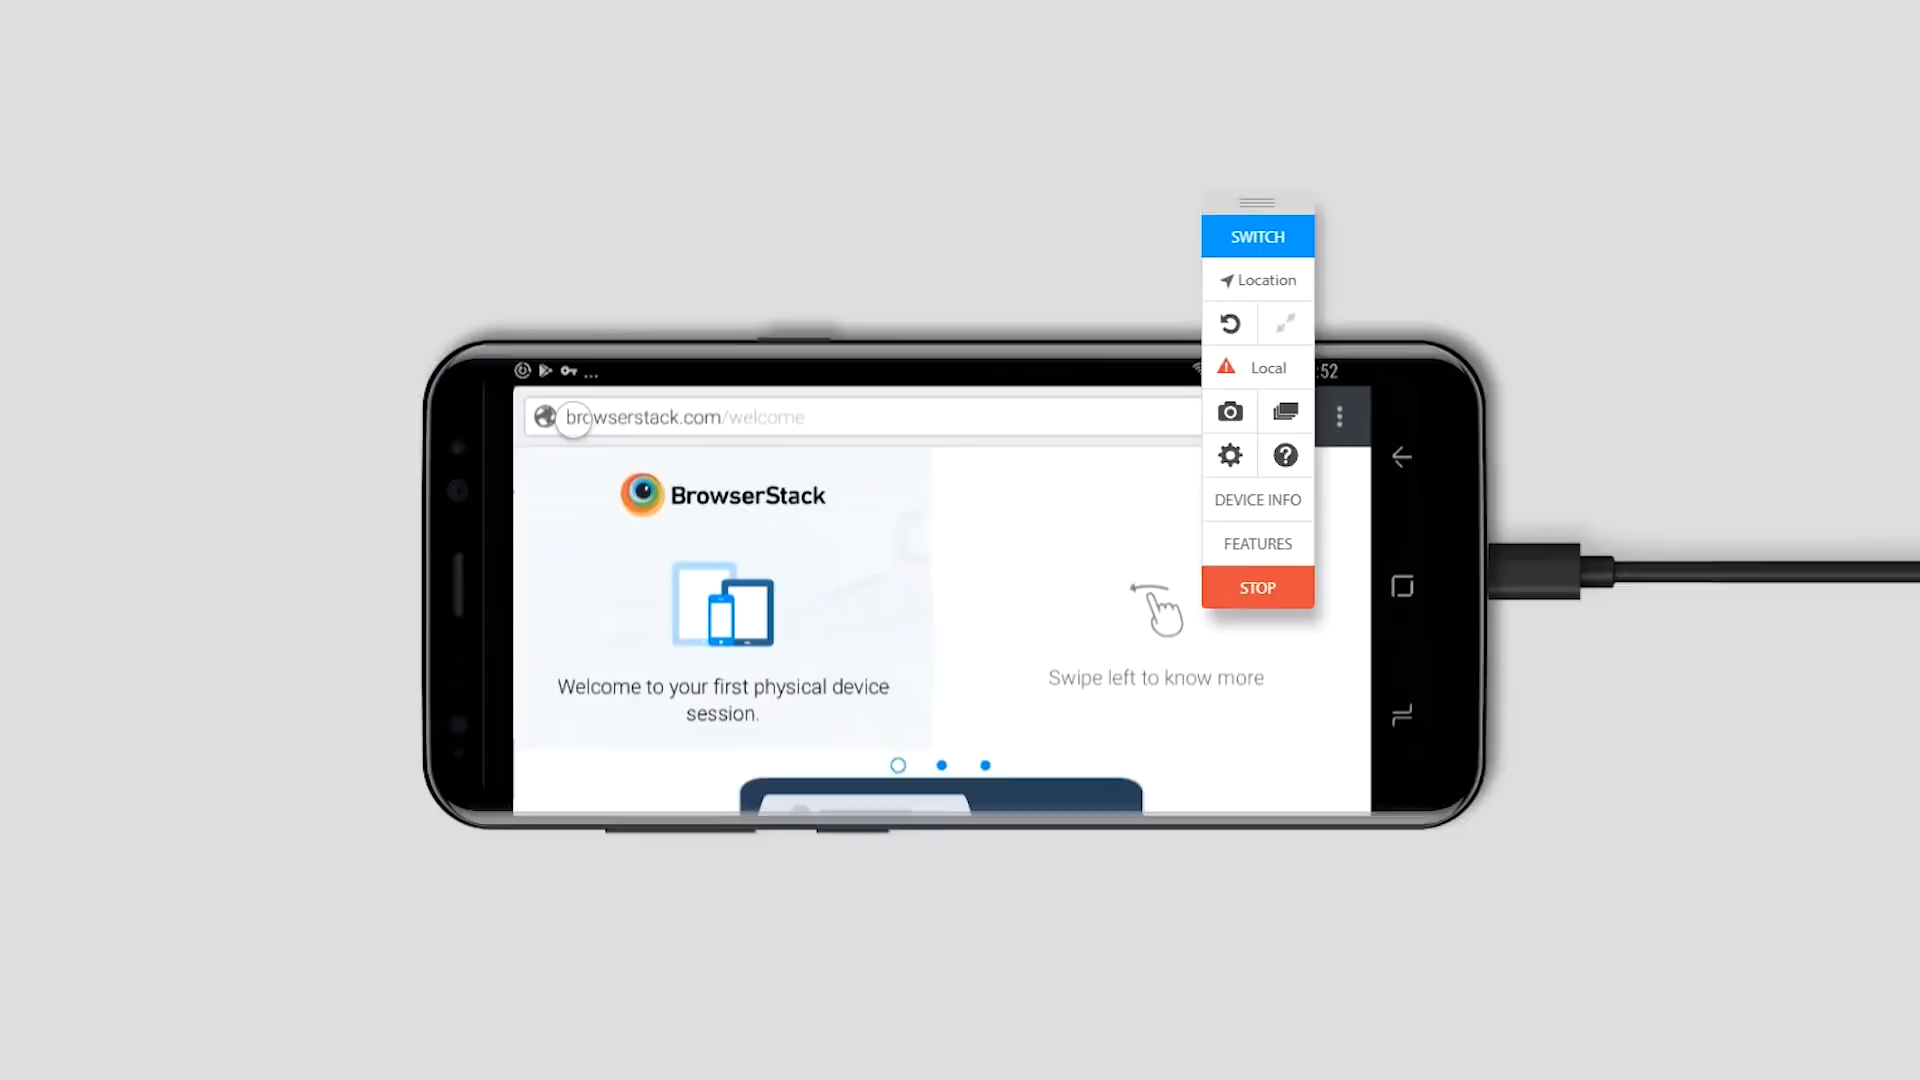 SWITCH
Location
Local
:52
browserstack.com/welcome
BrowserStack
DEVICE INFO
FEATURES
STOP
Welcome to your first physical device
session.
Swipe left to know more